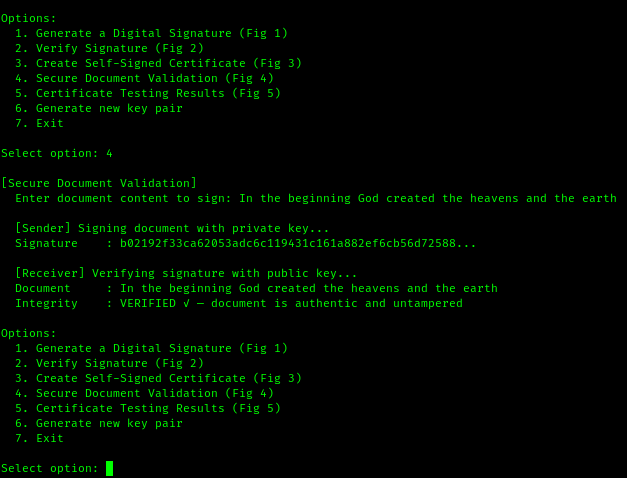 Options:
  1. Generate a Digital Signature (Fig 1)
  2. Verify Signature (Fig 2)
  3. Create Self-Signed Certificate (Fig 3)
  4. Secure Document Validation (Fig 4)
  5. Certificate Testing Results (Fig 5)
  6. Generate new key pair
  7. Exit
Select option: 4
[Secure Document Validation]
  Enter document content to sign: In the beginning God created the heavens and the earth
  [Sender] Signing document with private key...
  Signature    : b02192f33ca62053adc6c119431c161a882ef6cb56d72588...
  [Receiver] Verifying signature with public key...
  Document     : In the beginning God created the heavens and the earth
  Integrity    : VERIFIED √ — document is authentic and untampered
Options:
  1. Generate a Digital Signature (Fig 1)
  2. Verify Signature (Fig 2)
  3. Create Self-Signed Certificate (Fig 3)
  4. Secure Document Validation (Fig 4)
  5. Certificate Testing Results (Fig 5)
  6. Generate new key pair
  7. Exit
Select option: